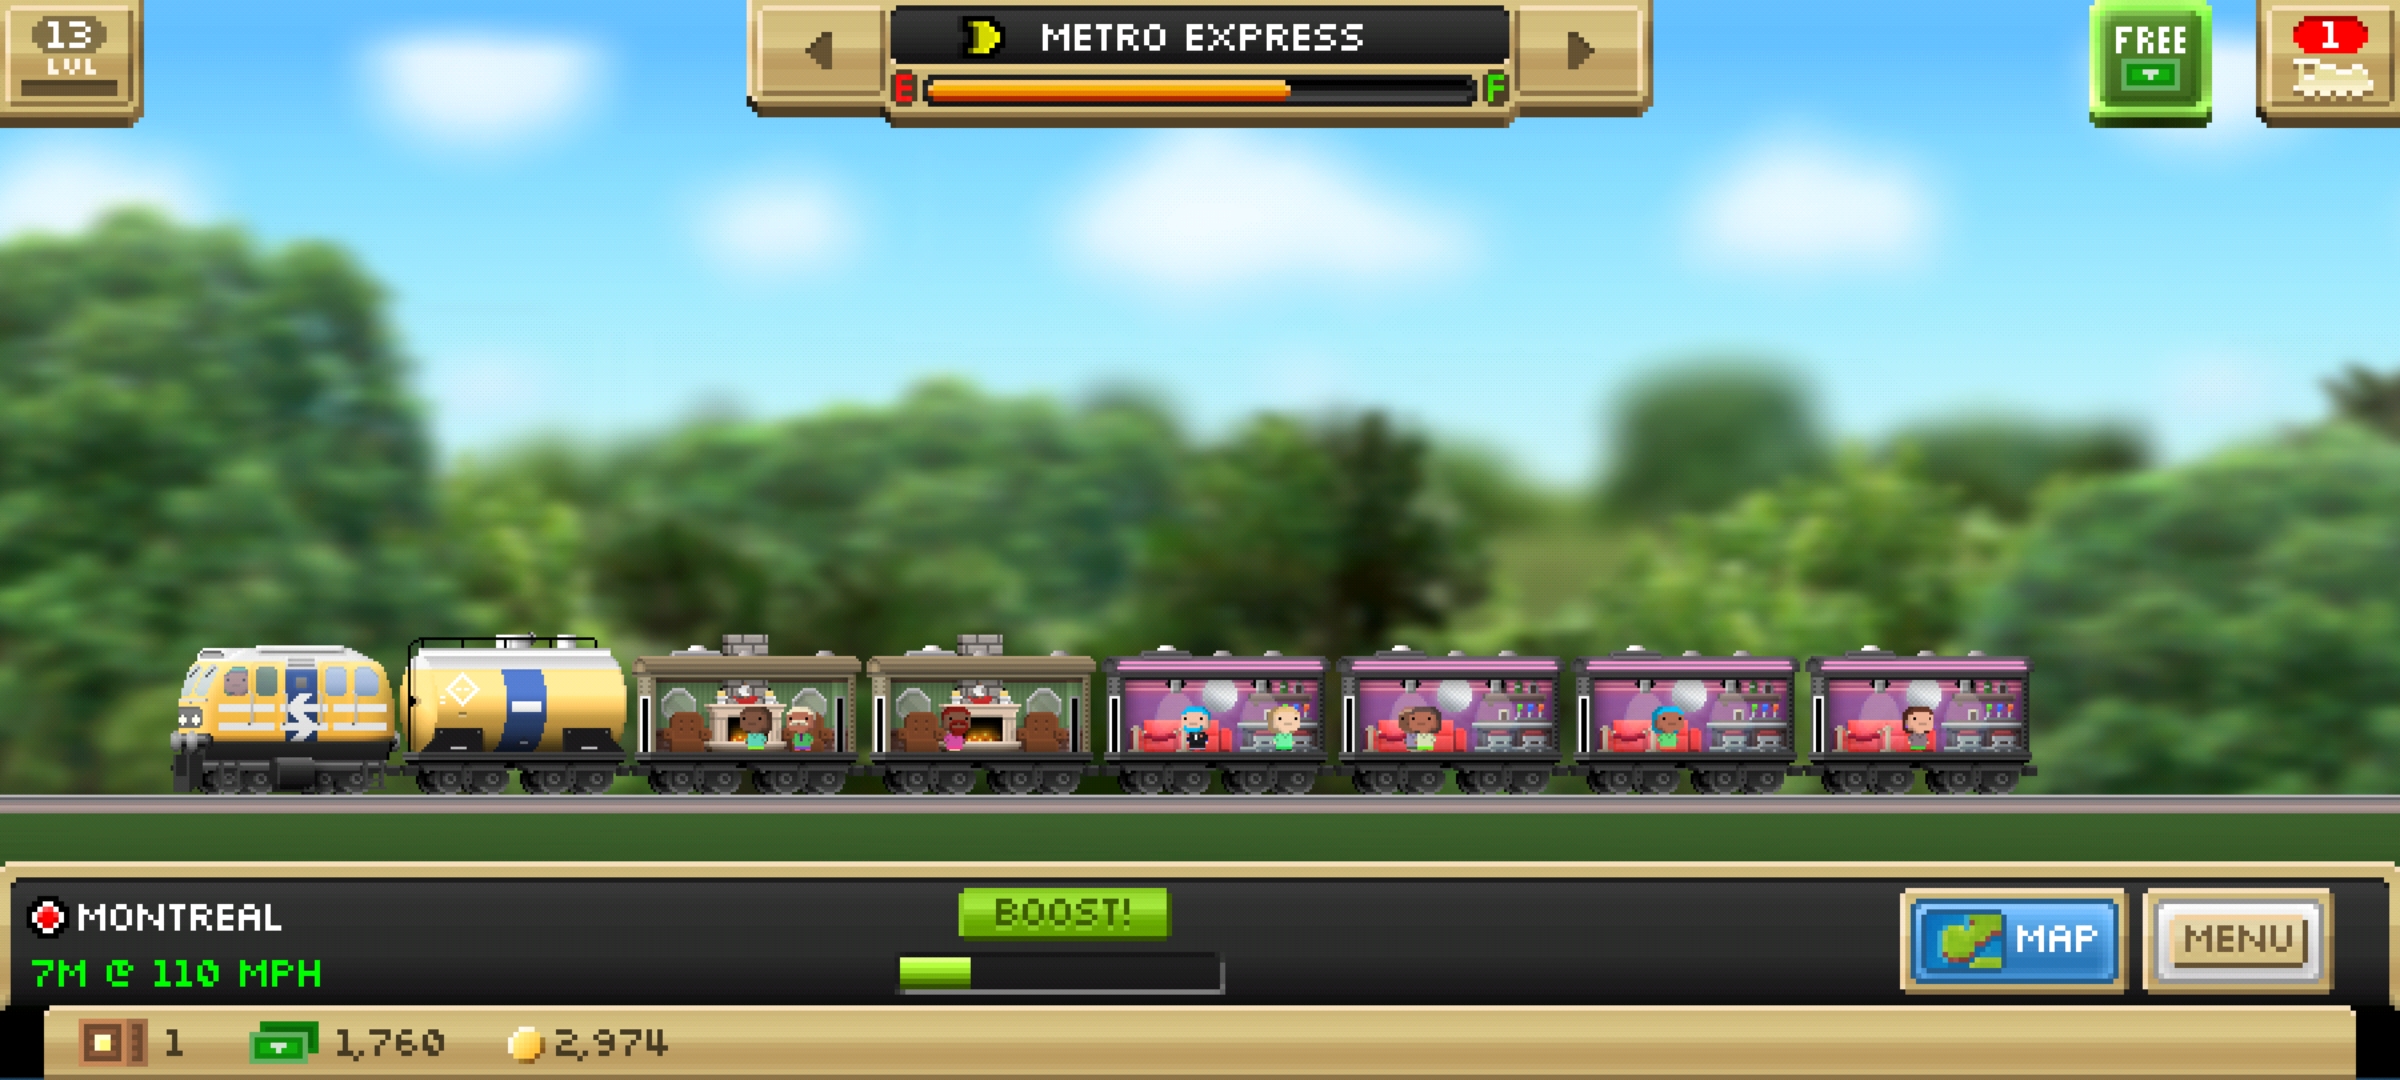 13
LVL
METRO EXPRESS
E F
FREE
1
MONTREAL
7M @ 110 MPH
BOOST!
MAP
MENU
1
1,760
2,974